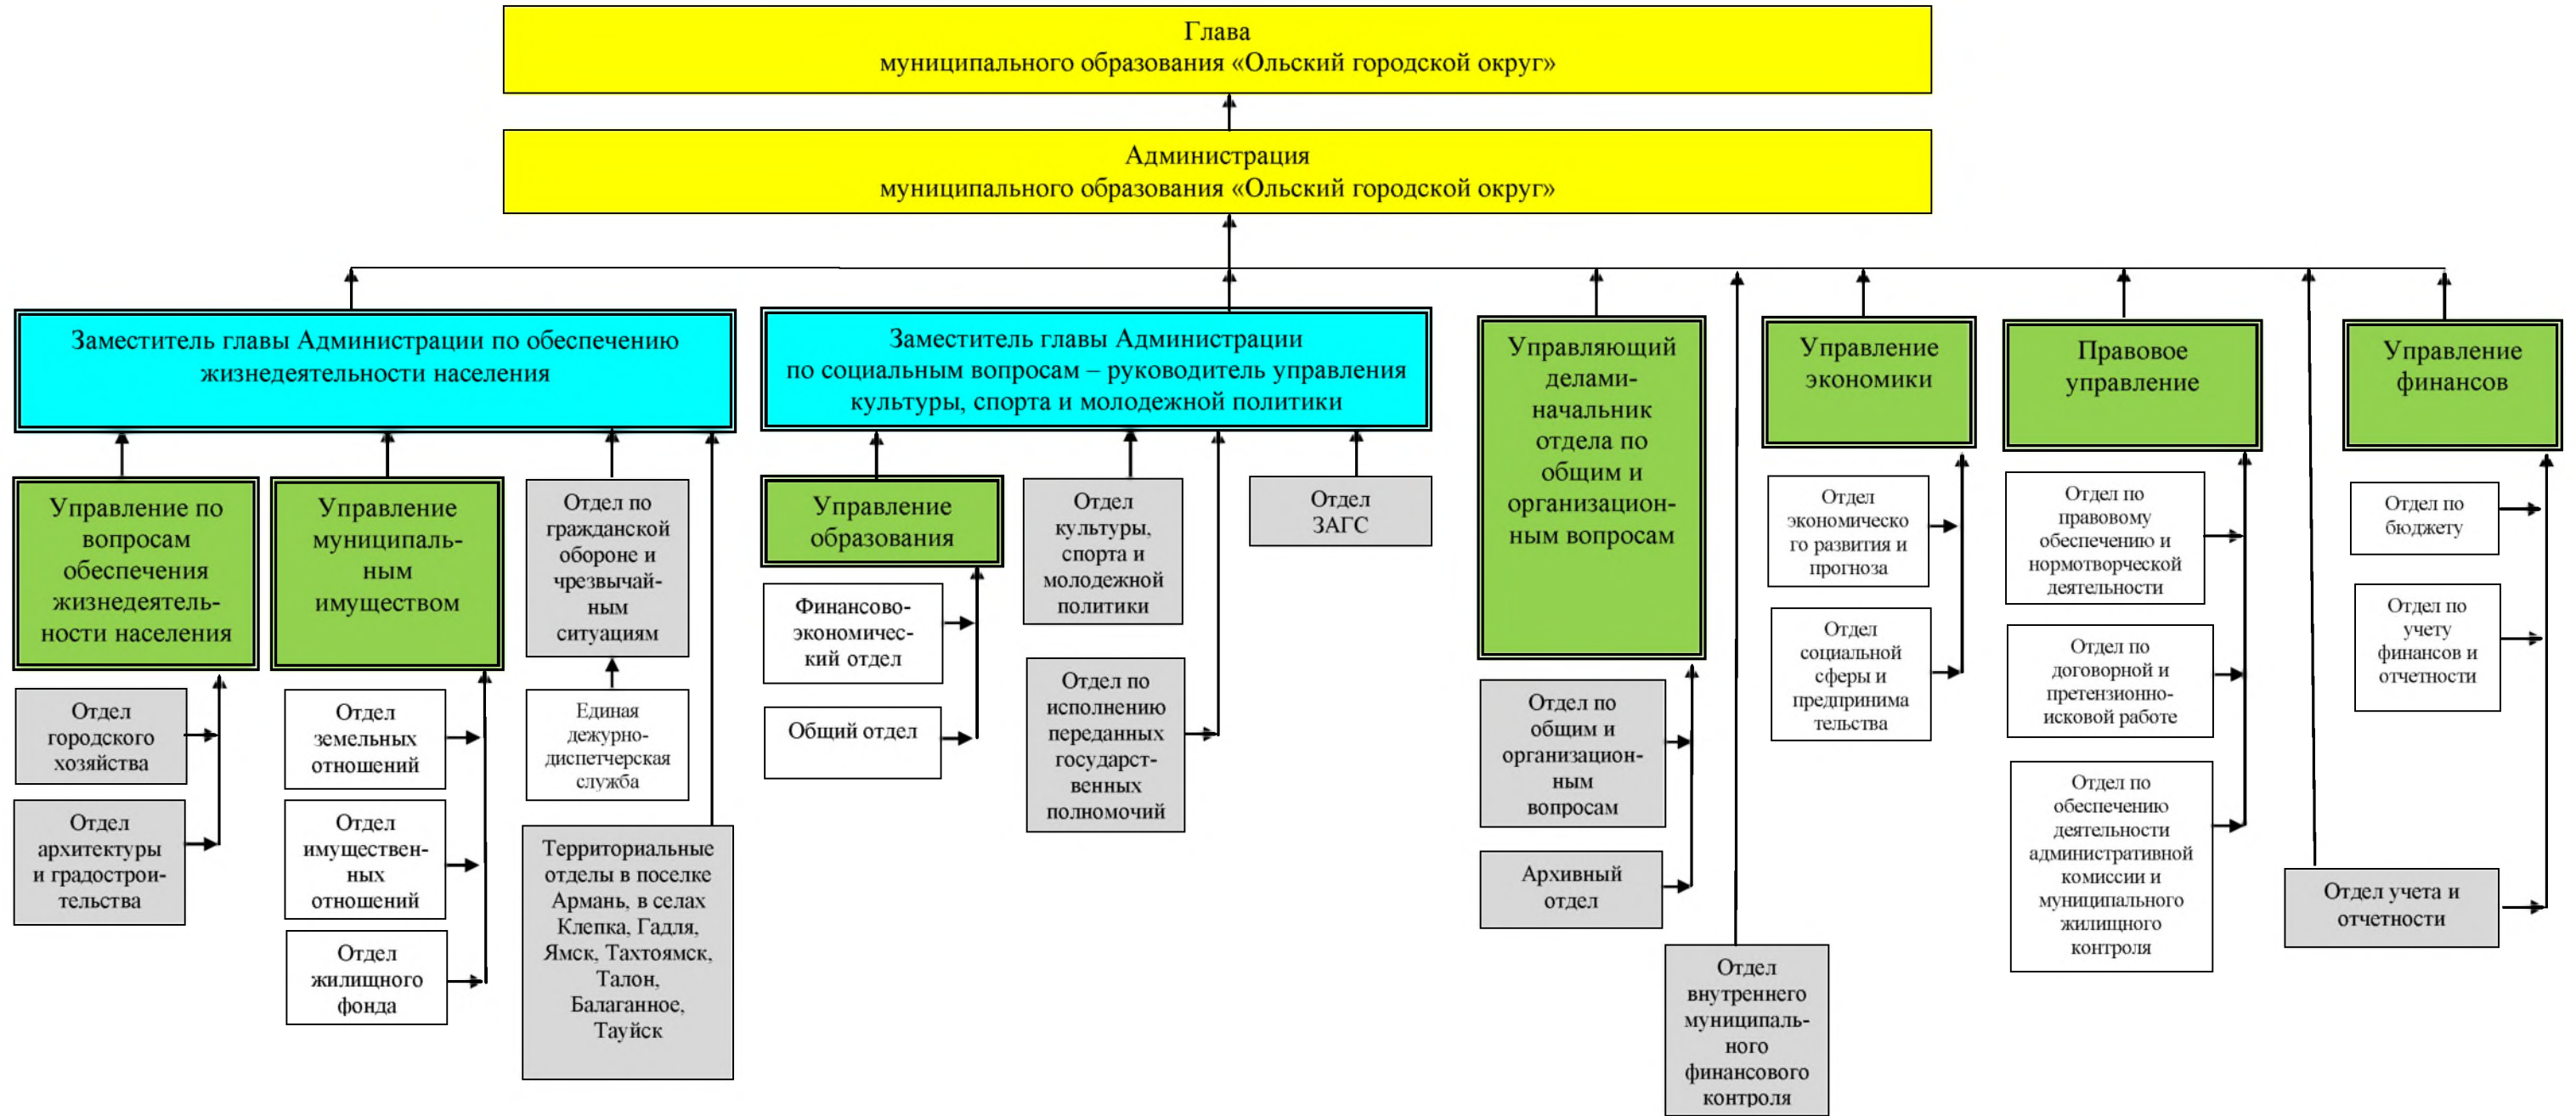 Глава
муниципального образования «Ольский городской округ»
Администрация
муниципального образования «Ольский городской округ»
Заместитель главы Администрации по обеспечению
жизнедеятельности населения
Заместитель главы Администрации
по социальным вопросам – руководитель управления
культуры, спорта и молодежной политики
Управляющий
делами-
начальник
отдела по
общим и
организацион-
ным вопросам
Управление
экономики
Правовое
управление
Управление
финансов
Управление по
вопросам
обеспечения
жизнедеятель-
ности населения
Управление
муниципаль-
ным
имуществом
Отдел по
гражданской
обороне и
чрезвычай-
ным
ситуациям
Управление
образования
Отдел
культуры,
спорта и
молодежной
политики
Отдел
ЗАГС
Отдел
экономическо
го развития и
прогноза
Отдел по
правовому
обеспечению и
нормотворческой
деятельности
Отдел по
бюджету
Финансово-
экономичес-
кий отдел
Отдел
социальной
сферы и
предпринима
тельства
Отдел по
договорной и
претензионно-
исковой работе
Отдел по
учету
финансов и
отчетности
Отдел
городского
хозяйства
Отдел
земельных
отношений
Единая
дежурно-
диспетчерская
служба
Общий отдел
Отдел по
исполнению
переданных
государст-
венных
полномочий
Отдел по
общим и
организацион-
ным
вопросам
Отдел по
обеспечению
деятельности
административной
комиссии и
муниципального
жилищного
контроля
Отдел
архитектуры
и градострои-
тельства
Отдел
имуществен-
ных
отношений
Территориальные
отделы в поселке
Армань, в селах
Клепка, Гадля,
Ямск, Тахтоямск,
Талон,
Балаганное,
Тауйск
Архивный
отдел
Отдел учета и
отчетности
Отдел
жилищного
фонда
Отдел
внутреннего
муниципаль-
ного
финансового
контроля